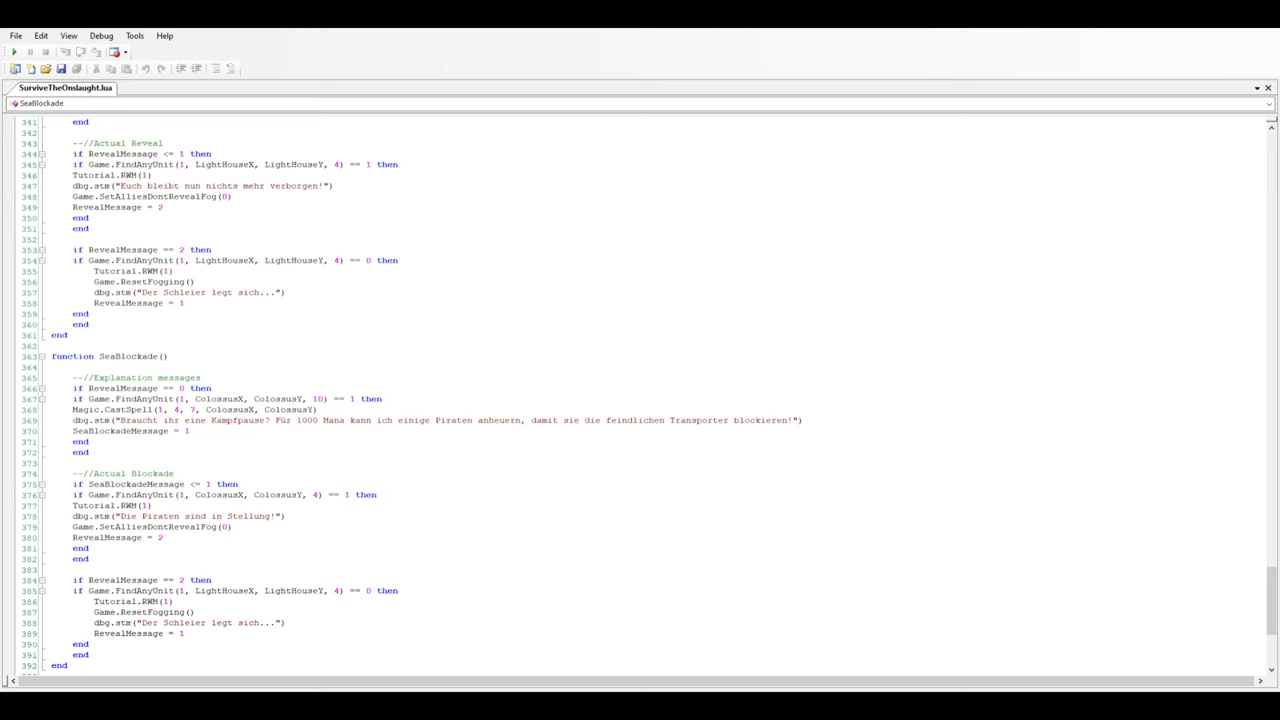 File Edit View Debug Tools Help
SurviveTheOnslaught.lua
SeaBlockade
341 end
342
343 --//Actual Reveal
344 if RevealMessage <= 1 then
345 if Game.FindAnyUnit(1, LightHouseX, LightHouseY, 4) == 1 then
346 Tutorial.RWM(1)
347 dbg.stm("Euch bleibt nun nichts mehr verborgen!")
348 Game.SetAlliesDontRevealFog(0)
349 RevealMessage = 2
350 end
351 end
352
353 if RevealMessage == 2 then
354 if Game.FindAnyUnit(1, LightHouseX, LightHouseY, 4) == 0 then
355 Tutorial.RWM(1)
356 Game.ResetFogging()
357 dbg.stm("Der Schleier legt sich...")
358 RevealMessage = 1
359 end
360 end
361 end
362
363 function SeaBlockade()
364
365 --//Explanation messages
366 if RevealMessage == 0 then
367 if Game.FindAnyUnit(1, ColossusX, ColossusY, 10) == 1 then
368 Magic.CastSpell(1, 4, 7, ColossusX, ColossusY)
369 dbg.stm("Braucht ihr eine Kampfpause? Für 1000 Mana kann ich einige Piraten anheuern, damit sie die feindlichen Transporter blockieren!")
370 SeaBlockadeMessage = 1
371 end
372 end
373
374 --//Actual Blockade
375 if SeaBlockadeMessage <= 1 then
376 if Game.FindAnyUnit(1, ColossusX, ColossusY, 4) == 1 then
377 Tutorial.RWM(1)
378 dbg.stm("Die Piraten sind in Stellung!")
379 Game.SetAlliesDontRevealFog(0)
380 RevealMessage = 2
381 end
382 end
383
384 if RevealMessage == 2 then
385 if Game.FindAnyUnit(1, LightHouseX, LightHouseY, 4) == 0 then
386 Tutorial.RWM(1)
387 Game.ResetFogging()
388 dbg.stm("Der Schleier legt sich...")
389 RevealMessage = 1
390 end
391 end
392 end